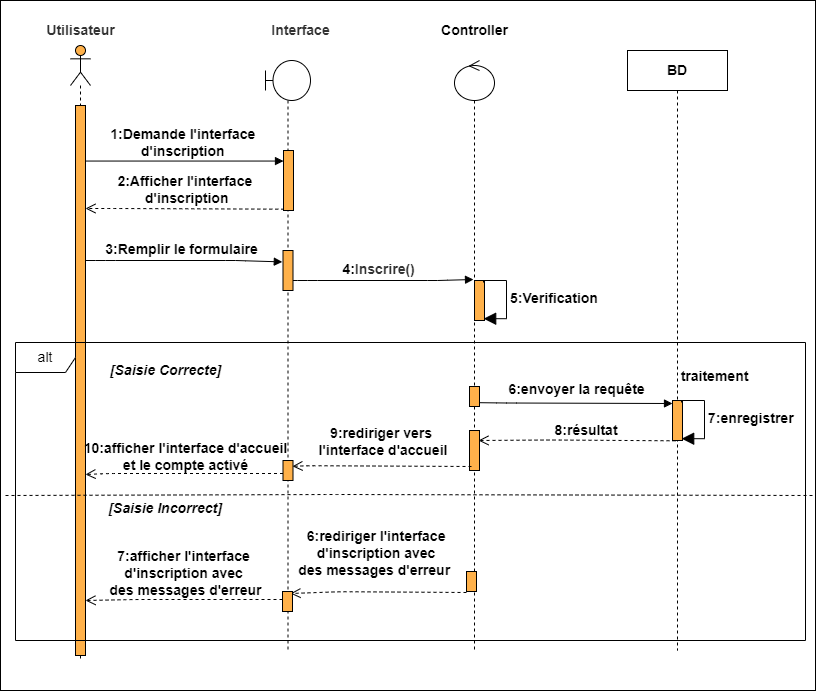 Utilisateur
Interface
Controller
BD
1:Demande l'interface
d'inscription
2:Afficher l'interface
d'inscription
3:Remplir le formulaire
4:Inscrire()
5:Verification
alt
[Saisie Correcte]
6:envoyer la requête
traitement
7:enregistrer
8:résultat
9:rediriger vers
l'interface d'accueil
10:afficher l'interface d'accueil
et le compte activé
[Saisie Incorrect]
6:rediriger l'interface
d'inscription avec
des messages d'erreur
7:afficher l'interface
d'inscription avec
des messages d'erreur